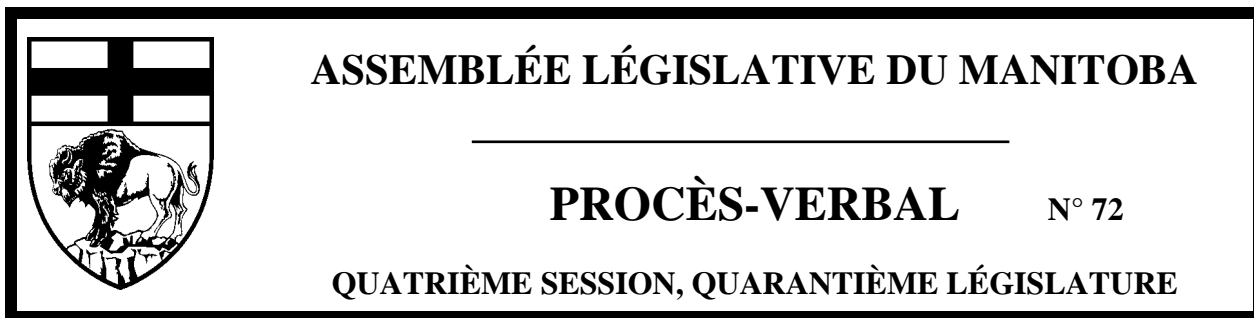 ASSEMBLÉE LÉGISLATIVE DU MANITOBA
PROCÈS-VERBAL N° 72
QUATRIÈME SESSION, QUARANTIÈME LÉGISLATURE